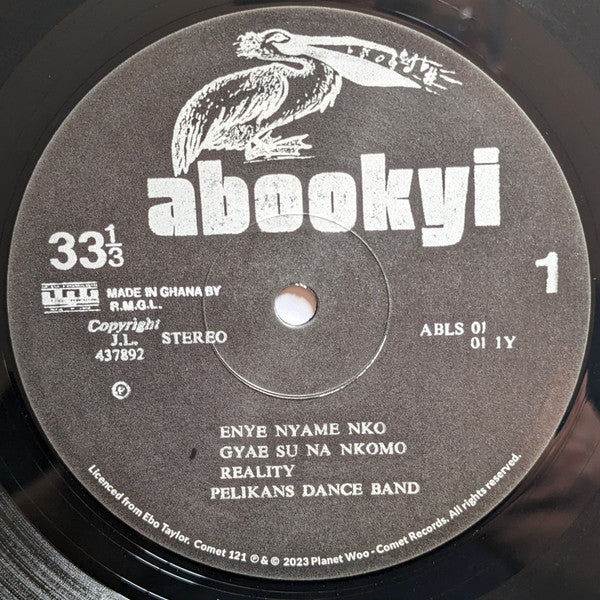 abookyi
33 1/3
1
MADE IN GHANA BY
R.M.G.L.
Copyright
J.L.
437892
STEREO
ABLS 01
01 1Y
℗
ENYE NYAME NKO
GYAE SU NA NKOMO
REALITY
PELIKANS DANCE BAND
Licenced from Ebo Taylor. Comet 121 ℗ & © 2023 Planet Woo - Comet Records. All rights reserved.